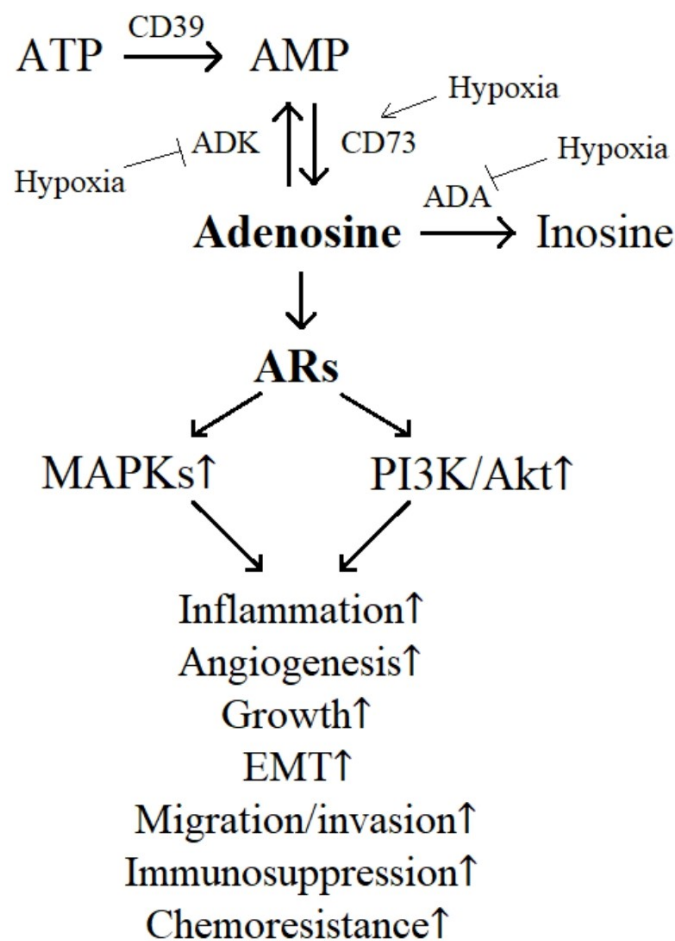 CD39
ATP AMP
Hypoxia
ADK CD73
Hypoxia
Hypoxia
ADA
Adenosine Inosine
ARs
MAPKs↑ PI3K/Akt↑
Inflammation↑
Angiogenesis↑
Growth↑
EMT↑
Migration/invasion↑
Immunosuppression↑
Chemoresistance↑